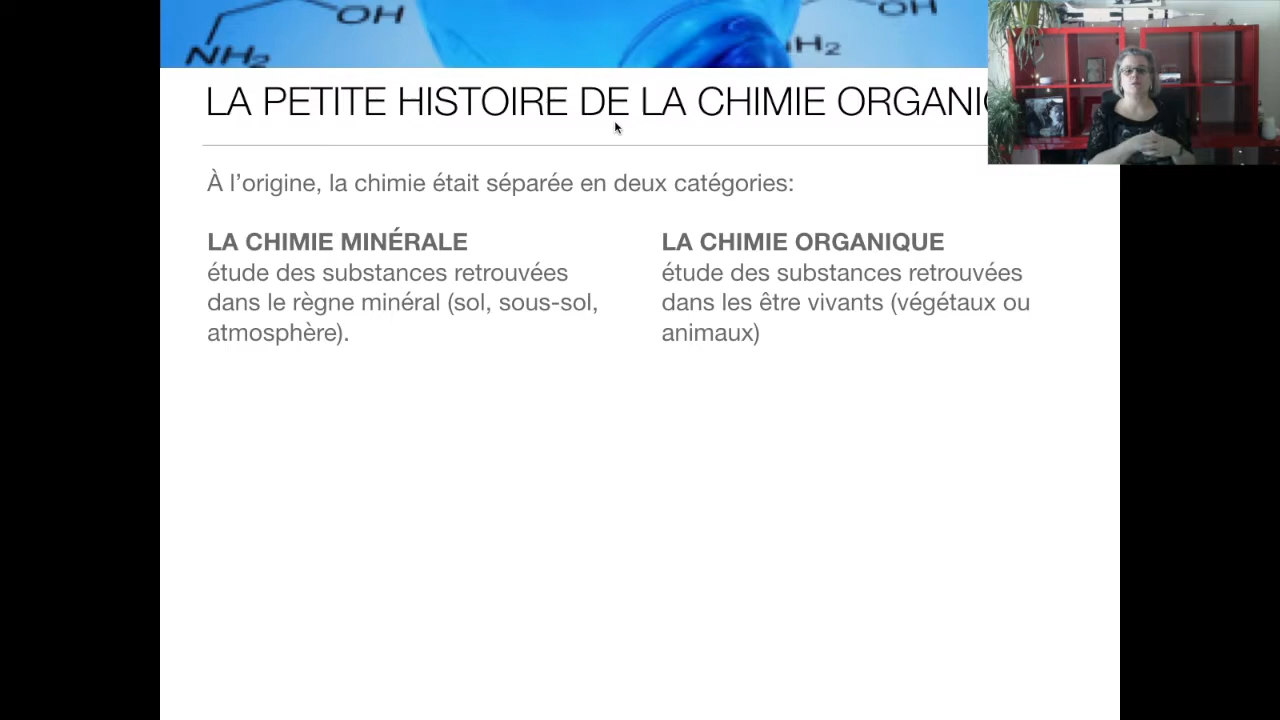 OH
OH
NH₂
H₂
LA PETITE HISTOIRE DE LA CHIMIE ORGANI
À l’origine, la chimie était séparée en deux catégories:
LA CHIMIE MINÉRALE
étude des substances retrouvées
dans le règne minéral (sol, sous-sol,
atmosphère).
LA CHIMIE ORGANIQUE
étude des substances retrouvées
dans les être vivants (végétaux ou
animaux)